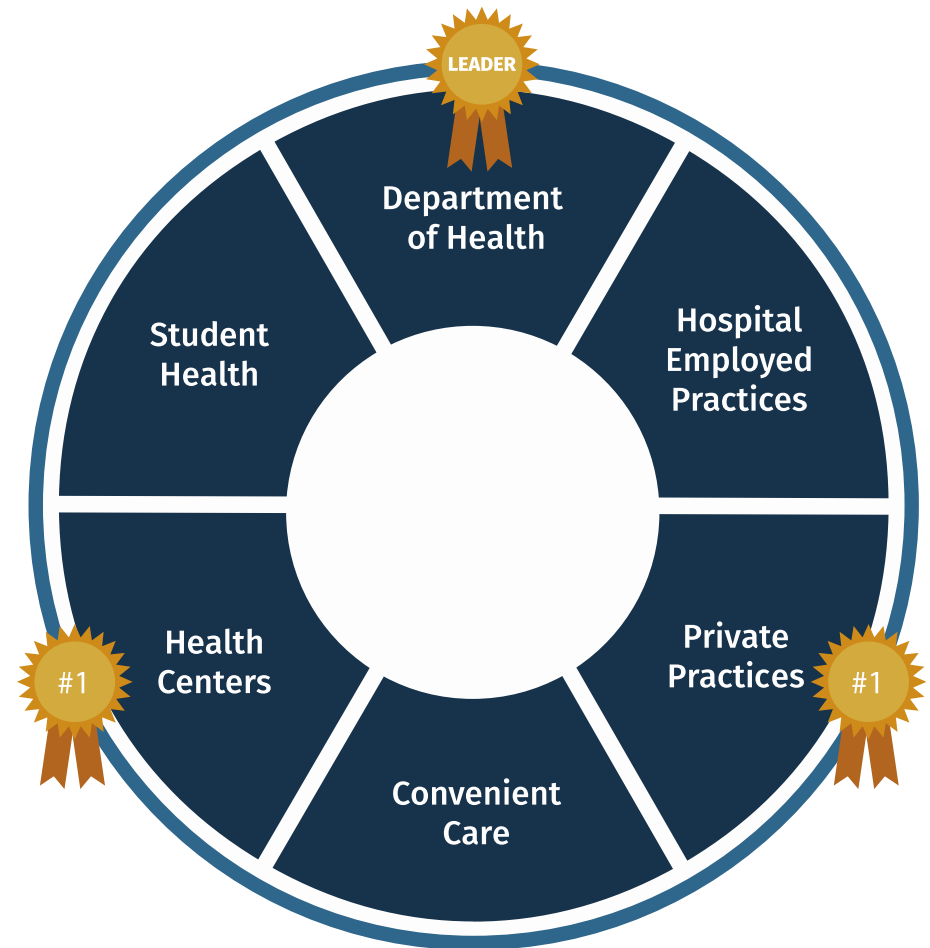 LEADER
Department
of Health
Hospital
Employed
Practices
Student
Health
Health
Centers
#1
Private
Practices
#1
Convenient
Care